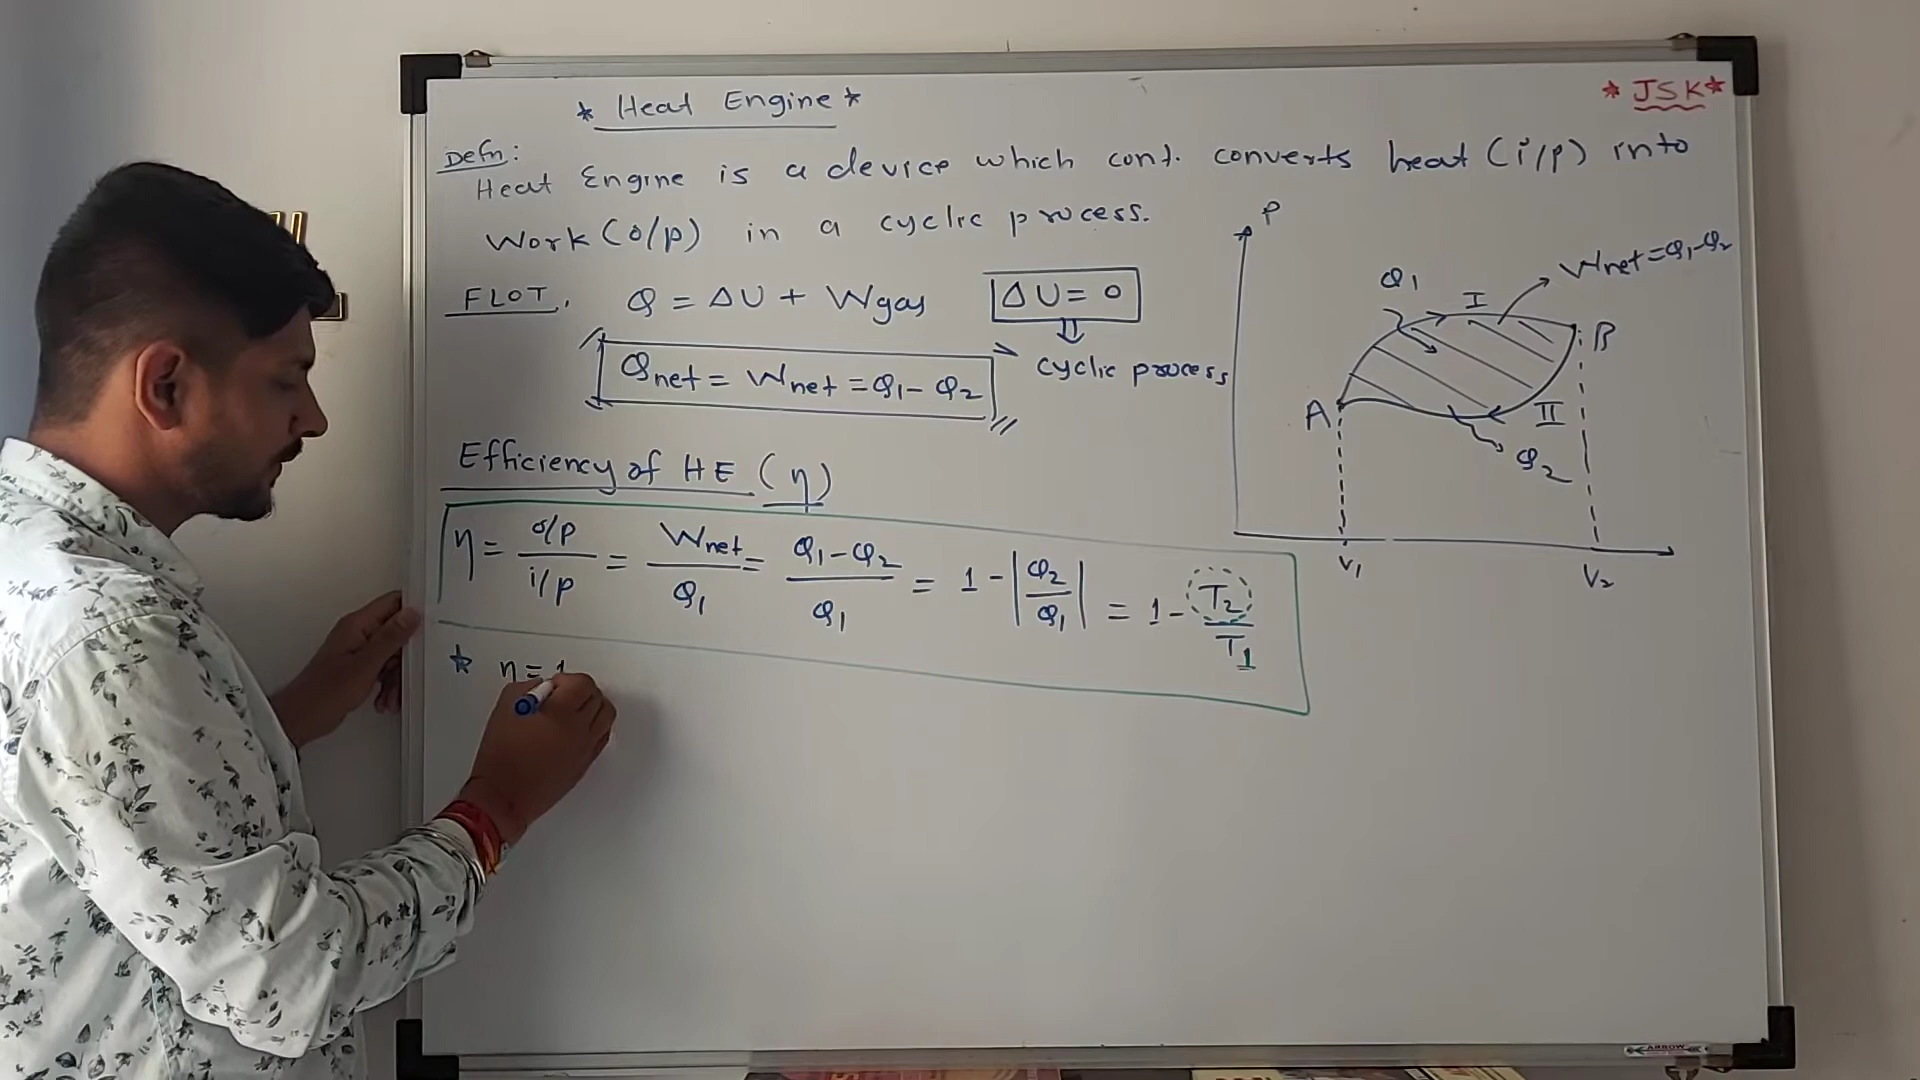 * Heat Engine *
* JSK *
Defn:
Heat Engine is a device which cont. converts heat (i/p) into
Work (o/p) in a cyclic process.
FLOT. Q = ΔU + Wgas ΔU = 0
⇓
cyclic process
Qnet = Wnet = Q1 - Q2
P
Wnet = Q1-Q2
Q1
I
B
A
II
Q2
V1
V2
Efficiency of HE (η)
η = o/p / i/p = Wnet / Q1 = Q1 - Q2 / Q1 = 1 - |Q2 / Q1| = 1 - T2 / T1
* η = 1
ARROW